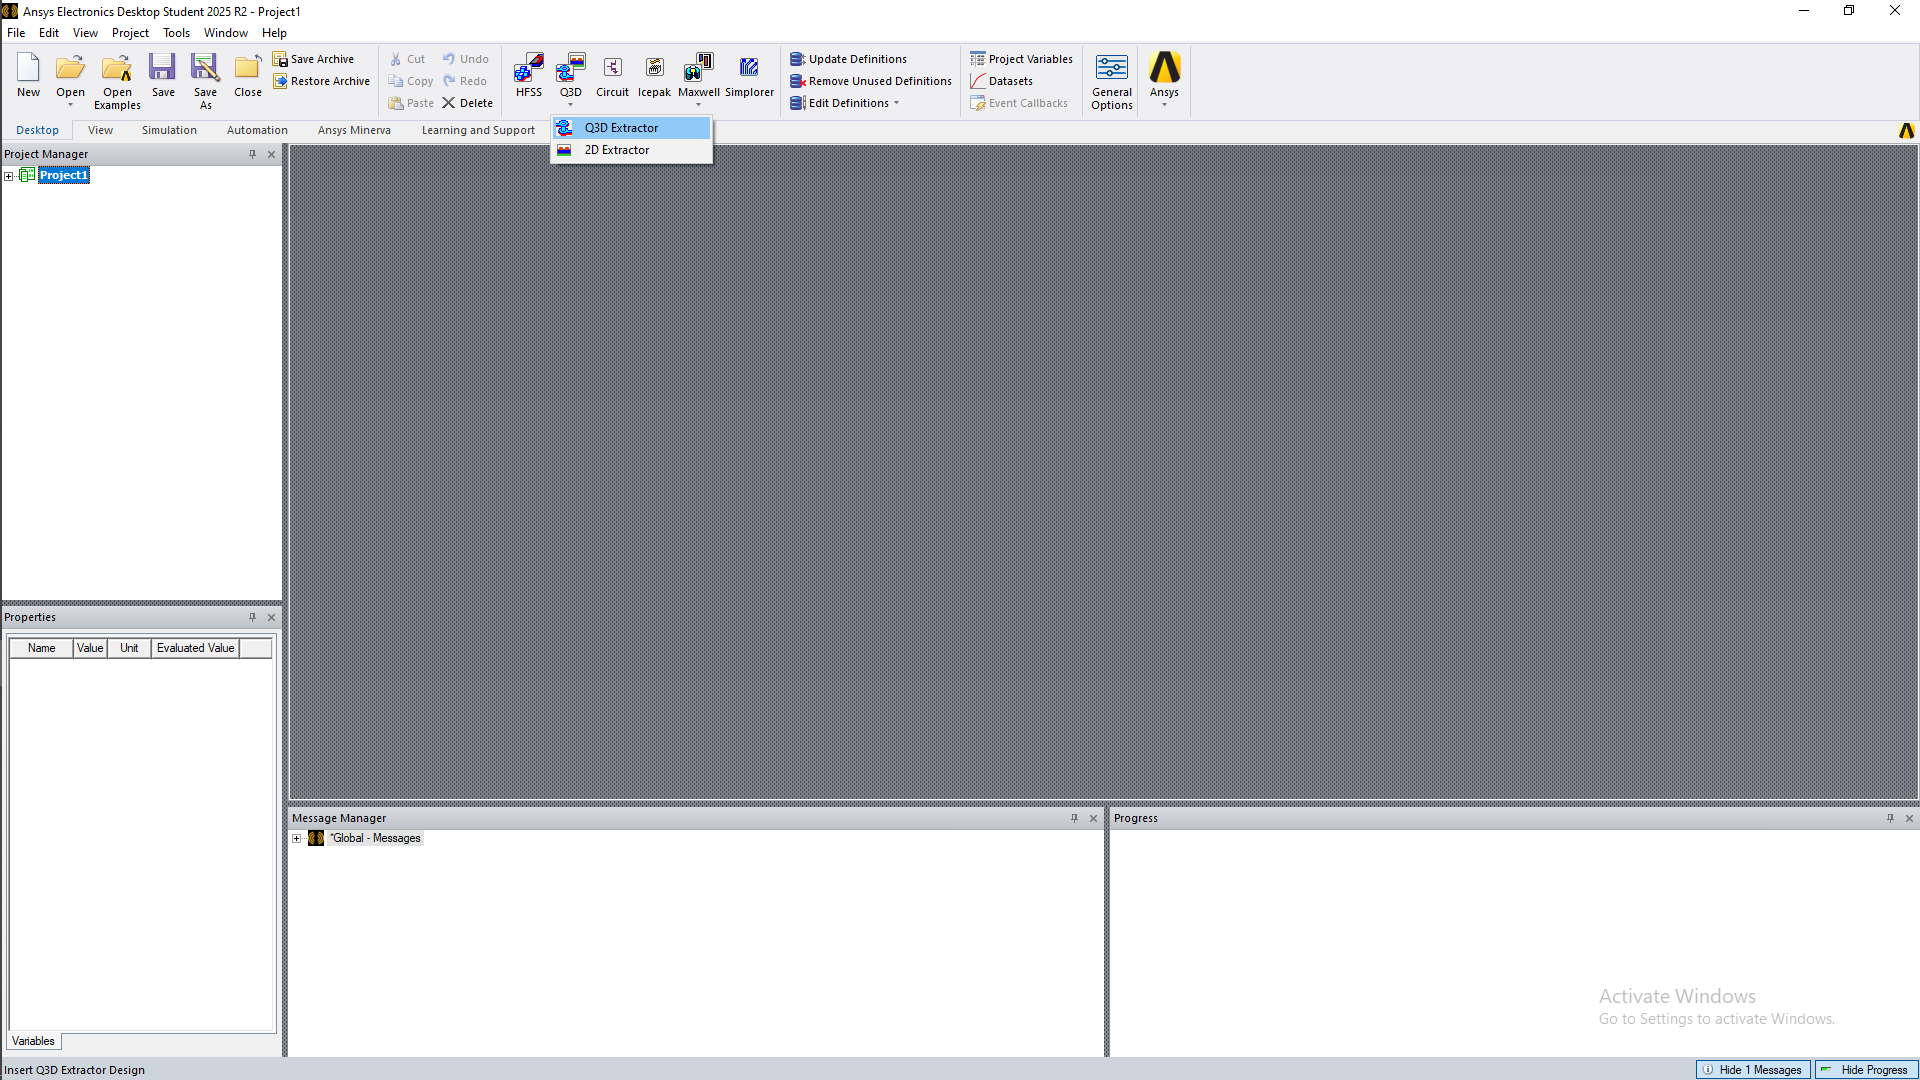 Ansys Electronics Desktop Student 2025 R2 - Project1
File Edit View Project Tools Window Help
New
Open
Open Examples
Save
Save As
Close
Save Archive
Restore Archive
Cut
Copy
Paste
Undo
Redo
Delete
HFSS
Q3D
Circuit
Icepak
Maxwell
Simplorer
Update Definitions
Remove Unused Definitions
Edit Definitions
Project Variables
Datasets
Event Callbacks
General Options
Ansys
Desktop View Simulation Automation Ansys Minerva Learning and Support
Q3D Extractor
2D Extractor
Project Manager
Project1
Properties
Name Value Unit Evaluated Value
Variables
Message Manager
*Global - Messages
Progress
Activate Windows
Go to Settings to activate Windows.
Insert Q3D Extractor Design
Hide 1 Messages
Hide Progress